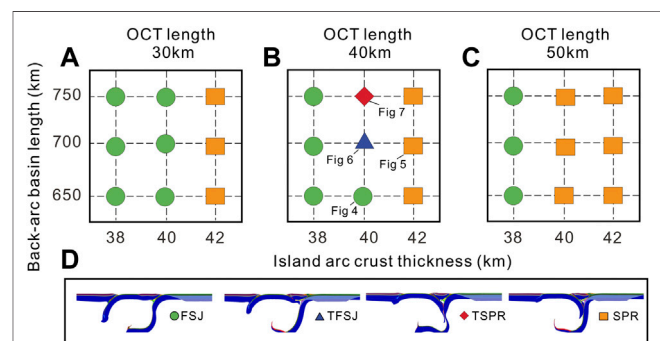 OCT length
30km
OCT length
40km
OCT length
50km
A
B
C
Back-arc basin length (km)
750
700
650
Fig 7
Fig 6
Fig 5
Fig 4
38
40
42
38
40
42
38
40
42
D
Island arc crust thickness (km)
FSJ
TFSJ
TSPR
SPR